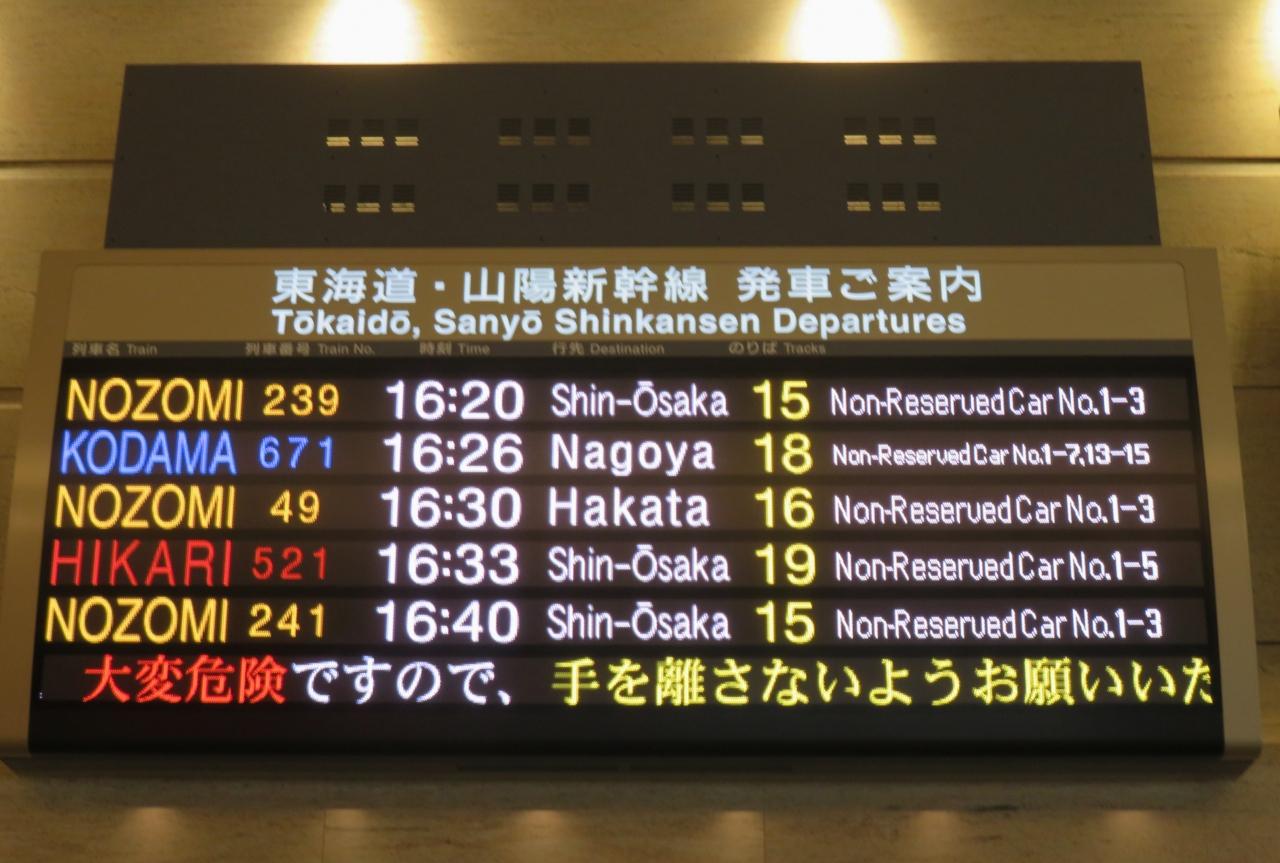 東海道・山陽新幹線 発車ご案内
Tōkaidō, Sanyō Shinkansen Departures
列車名 Train 列車番号 Train No. 時刻 Time 行先 Destination のりば Tracks
NOZOMI 239 16:20 Shin-Ōsaka 15 Non-Reserved Car No.1-3
KODAMA 671 16:26 Nagoya 18 Non-Reserved Car No.1-7,13-15
NOZOMI 49 16:30 Hakata 16 Non-Reserved Car No.1-3
HIKARI 521 16:33 Shin-Ōsaka 19 Non-Reserved Car No.1-5
NOZOMI 241 16:40 Shin-Ōsaka 15 Non-Reserved Car No.1-3
大変危険ですので、 手を離さないようお願いいた